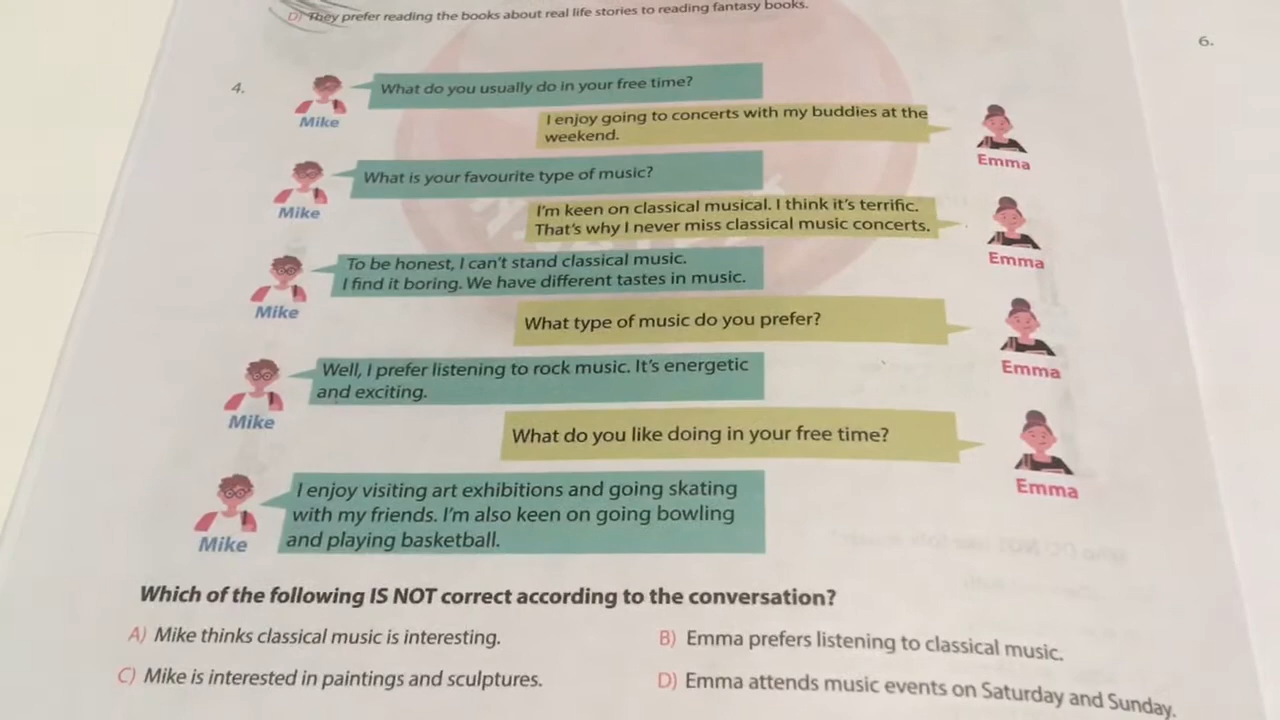 D) They prefer reading the books about real life stories to reading fantasy books.
6.
4.
What do you usually do in your free time?
Mike
I enjoy going to concerts with my buddies at the
weekend.
Emma
What is your favourite type of music?
Mike
I'm keen on classical musical. I think it's terrific.
That's why I never miss classical music concerts.
Emma
To be honest, I can't stand classical music.
I find it boring. We have different tastes in music.
Mike
What type of music do you prefer?
Emma
Well, I prefer listening to rock music. It's energetic
and exciting.
Mike
What do you like doing in your free time?
Emma
I enjoy visiting art exhibitions and going skating
with my friends. I'm also keen on going bowling
and playing basketball.
Mike
Which of the following IS NOT correct according to the conversation?
A) Mike thinks classical music is interesting.
B) Emma prefers listening to classical music.
C) Mike is interested in paintings and sculptures.
D) Emma attends music events on Saturday and Sunday.